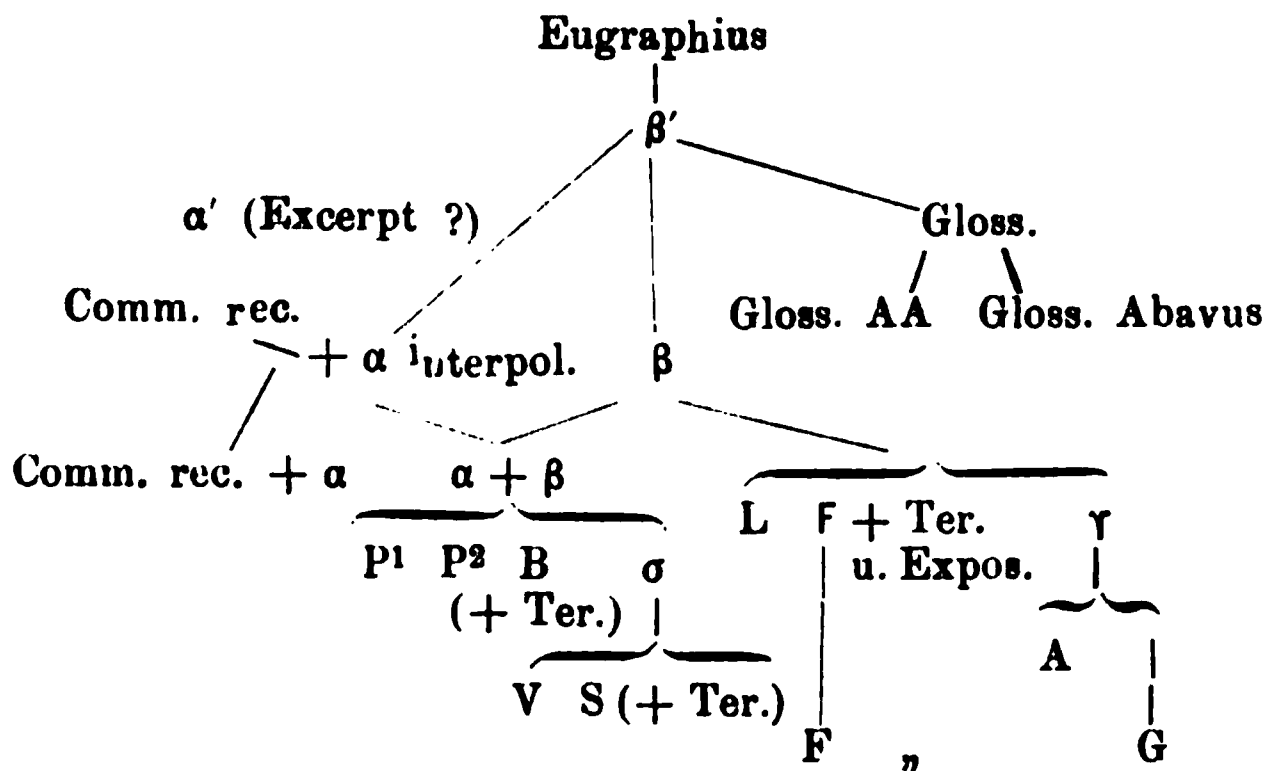 Eugraphius
β′
α′ (Excerpt ?)
Gloss.
Comm. rec.
Gloss. AA Gloss. Abavus
+ α interpol. β
Comm. rec. + α α + β
L F + Ter. γ
u. Expos.
P1 P2 B σ
(+ Ter.)
A
V S (+ Ter.)
F n G